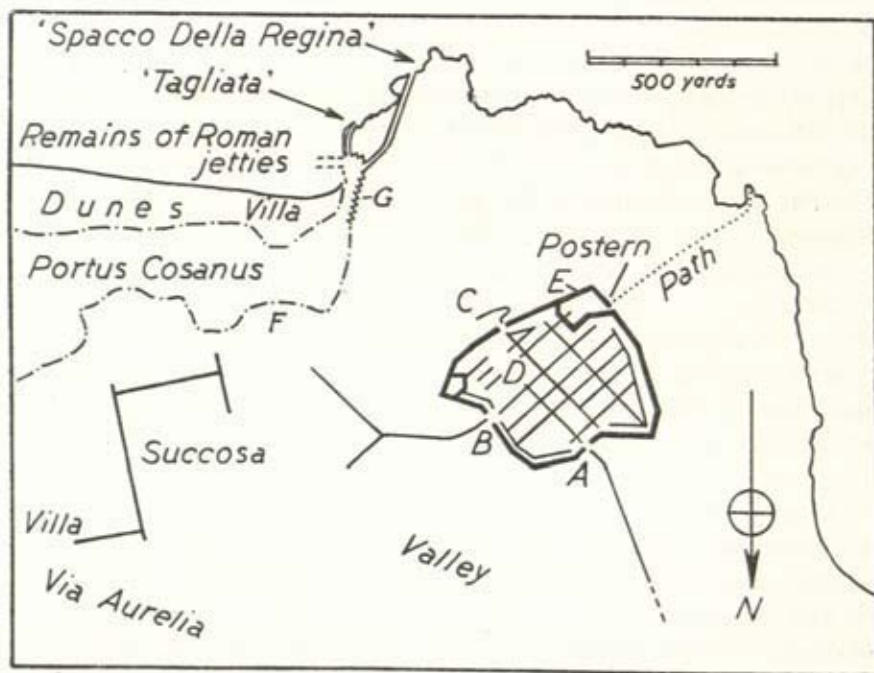 'Spacco Della Regina'
'Tagliata'
500 yards
Remains of Roman
jetties
Dunes
Villa
G
Portus Cosanus
Postern
E
Path
C
F
D
Succosa
B
A
Villa
Valley
Via Aurelia
N